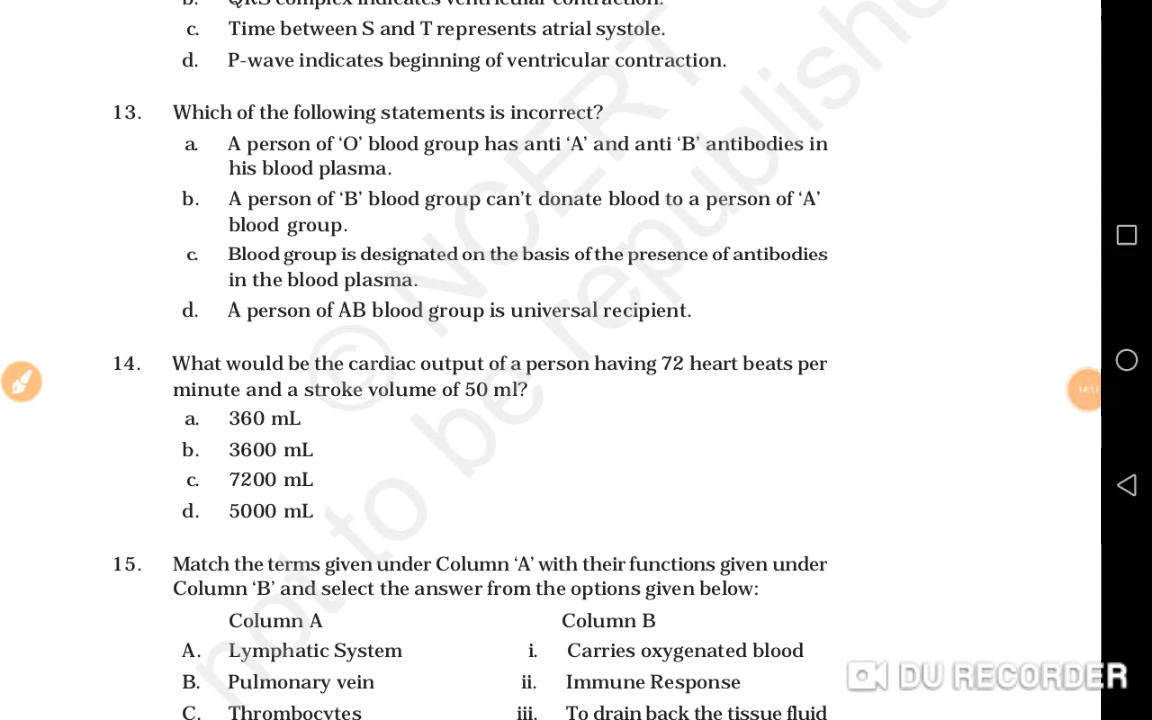 b. QRS complex indicates ventricular contraction.
c. Time between S and T represents atrial systole.
d. P-wave indicates beginning of ventricular contraction.
13. Which of the following statements is incorrect?
a. A person of ‘O’ blood group has anti ‘A’ and anti ‘B’ antibodies in
his blood plasma.
b. A person of ‘B’ blood group can’t donate blood to a person of ‘A’
blood group.
c. Blood group is designated on the basis of the presence of antibodies
in the blood plasma.
d. A person of AB blood group is universal recipient.
14. What would be the cardiac output of a person having 72 heart beats per
minute and a stroke volume of 50 ml?
a. 360 mL
b. 3600 mL
c. 7200 mL
d. 5000 mL
15. Match the terms given under Column ‘A’ with their functions given under
Column ‘B’ and select the answer from the options given below:
Column A Column B
A. Lymphatic System i. Carries oxygenated blood
B. Pulmonary vein ii. Immune Response
C. Thrombocytes iii. To drain back the tissue fluid
© NCERT
not to be republished
DU RECORDER